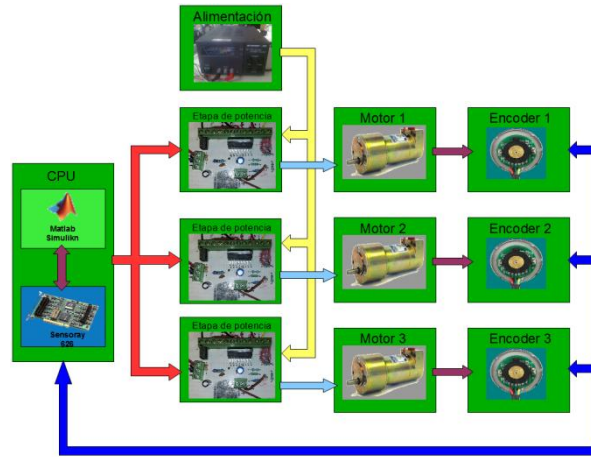 Alimentación
Etapa de potencia
Motor 1
Encoder 1
CPU
Matlab
Simulikn
Sensoray
626
Etapa de potencia
Motor 2
Encoder 2
Etapa de potencia
Motor 3
Encoder 3